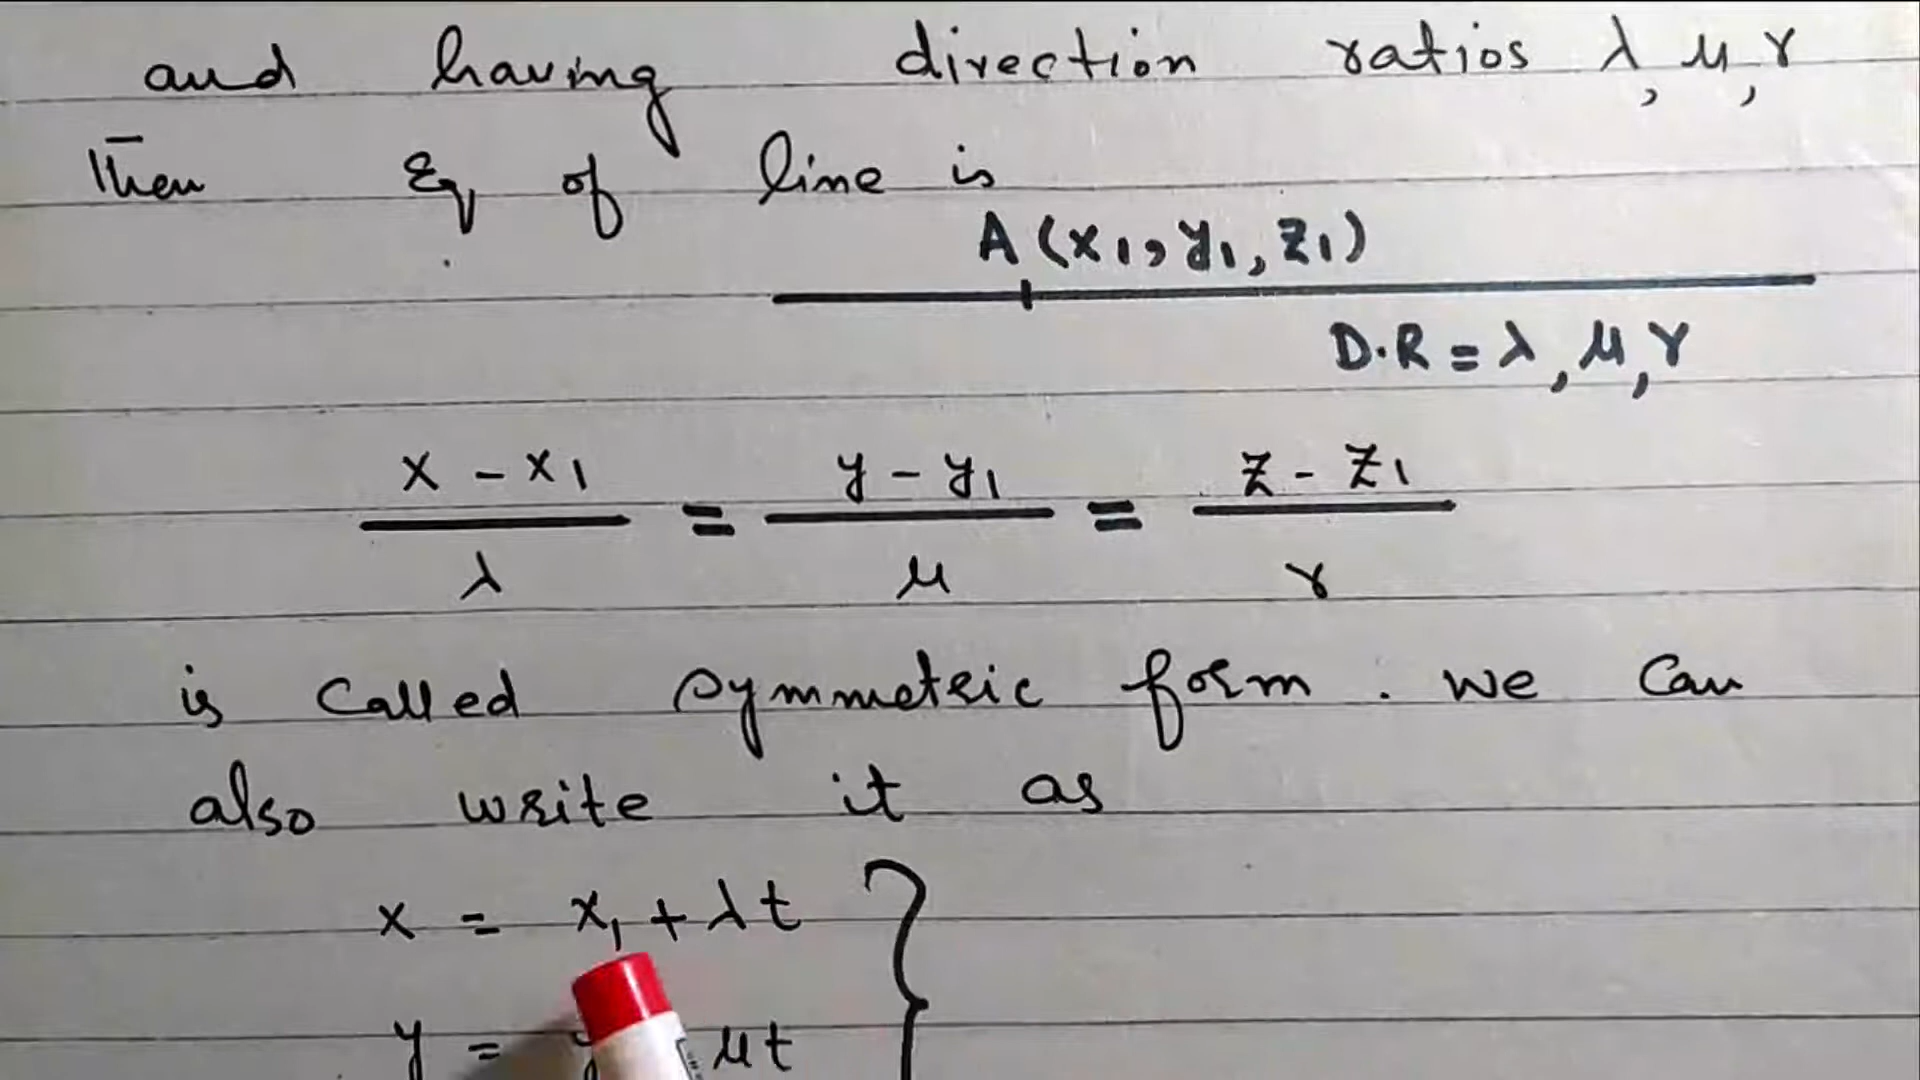 and having direction ratios λ, μ, γ
Then Eq of line is
A(x₁, y₁, z₁)
D.R = λ, μ, γ
x - x₁ / λ = y - y₁ / μ = z - z₁ / γ
is called symmetric form. we can
also write it as
x = x₁ + λt
y = μt